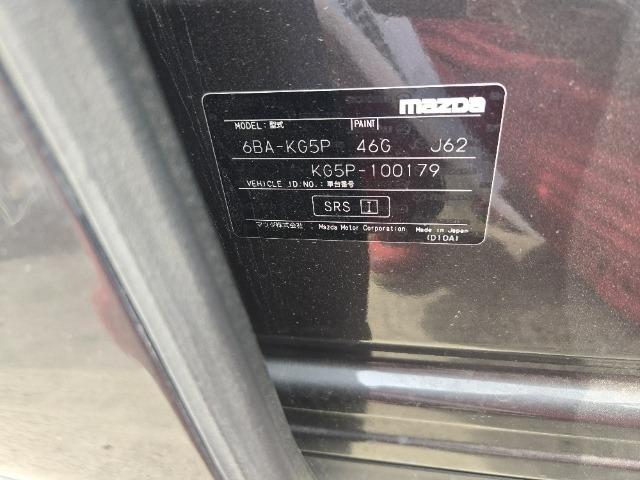 mazda
MODEL: 型式 PAINT
6BA-KG5P 46G J62
KG5P-100179
VEHICLE ID:NO.: 車台番号
SRS I
マツダ株式会社 Mazda Motor Corporation Made in Japan
(D10A)